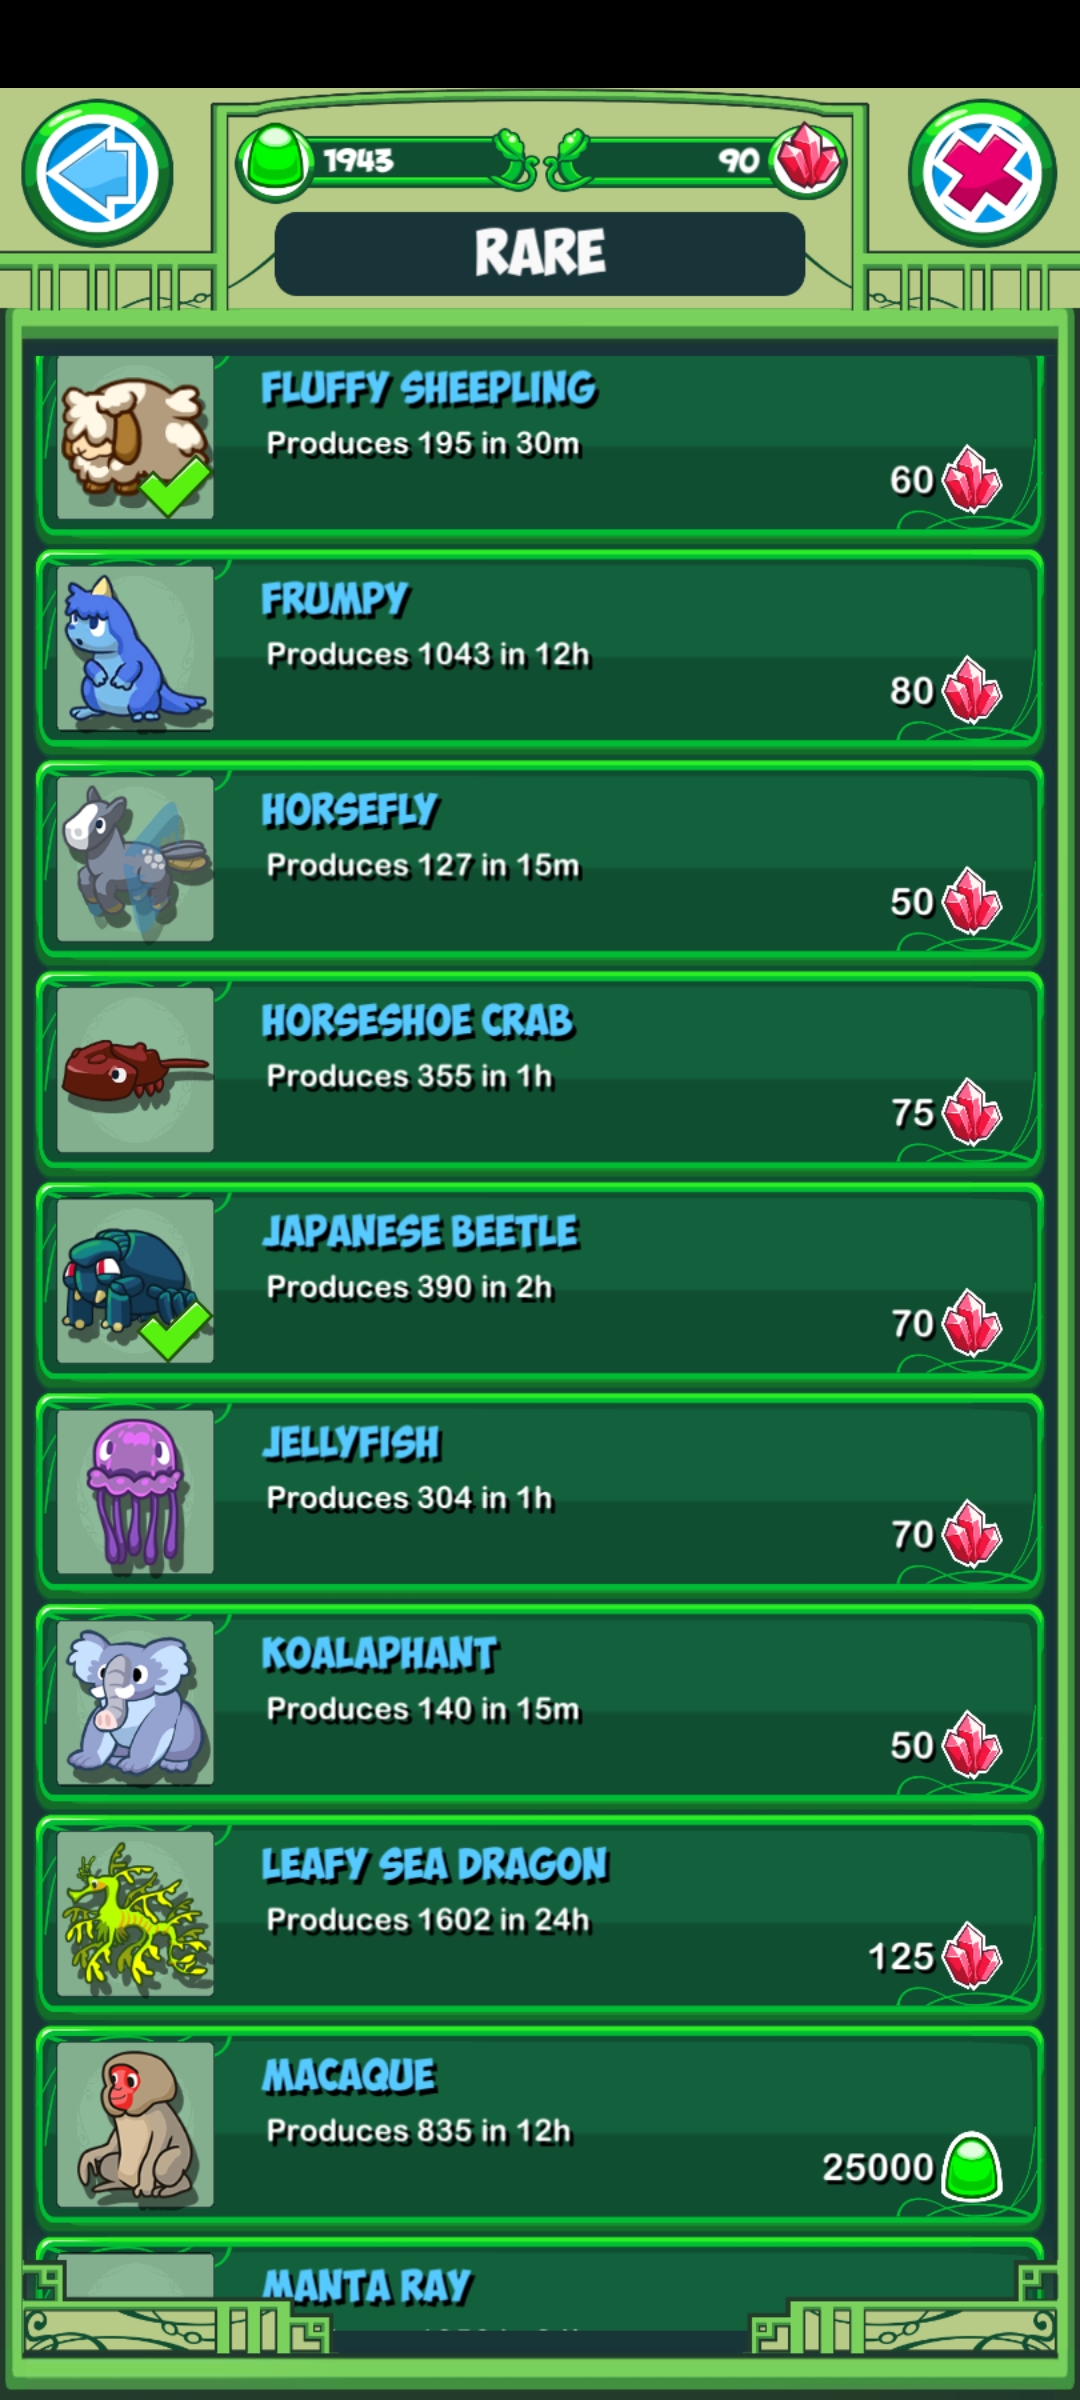 1943
90
RARE
FLUFFY SHEEPLING
Produces 195 in 30m
60
FRUMPY
Produces 1043 in 12h
80
HORSEFLY
Produces 127 in 15m
50
HORSESHOE CRAB
Produces 355 in 1h
75
JAPANESE BEETLE
Produces 390 in 2h
70
JELLYFISH
Produces 304 in 1h
70
KOALAPHANT
Produces 140 in 15m
50
LEAFY SEA DRAGON
Produces 1602 in 24h
125
MACAQUE
Produces 835 in 12h
25000
MANTA RAY